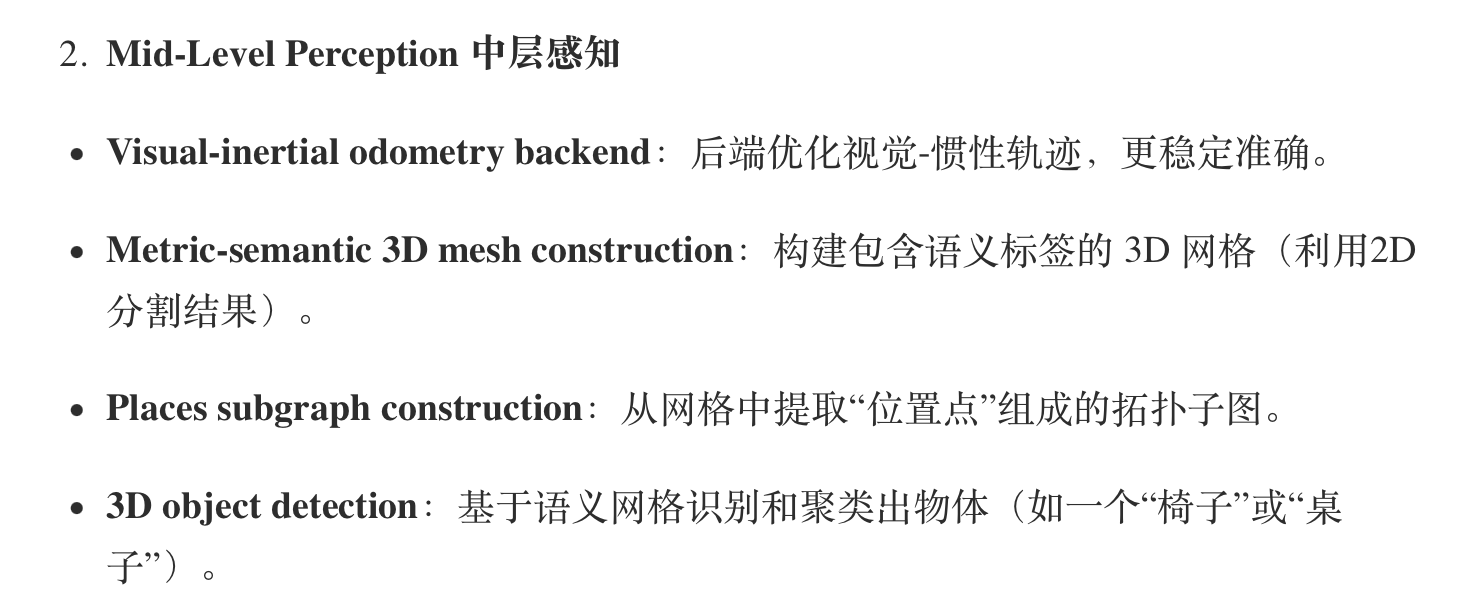 2. Mid-Level Perception 中层感知
• Visual-inertial odometry backend：后端优化视觉-惯性轨迹，更稳定准确。
• Metric-semantic 3D mesh construction：构建包含语义标签的 3D 网格（利用2D
分割结果）。
• Places subgraph construction：从网格中提取“位置点”组成的拓扑子图。
• 3D object detection：基于语义网格识别和聚类出物体（如一个“椅子”或“桌
子”）。